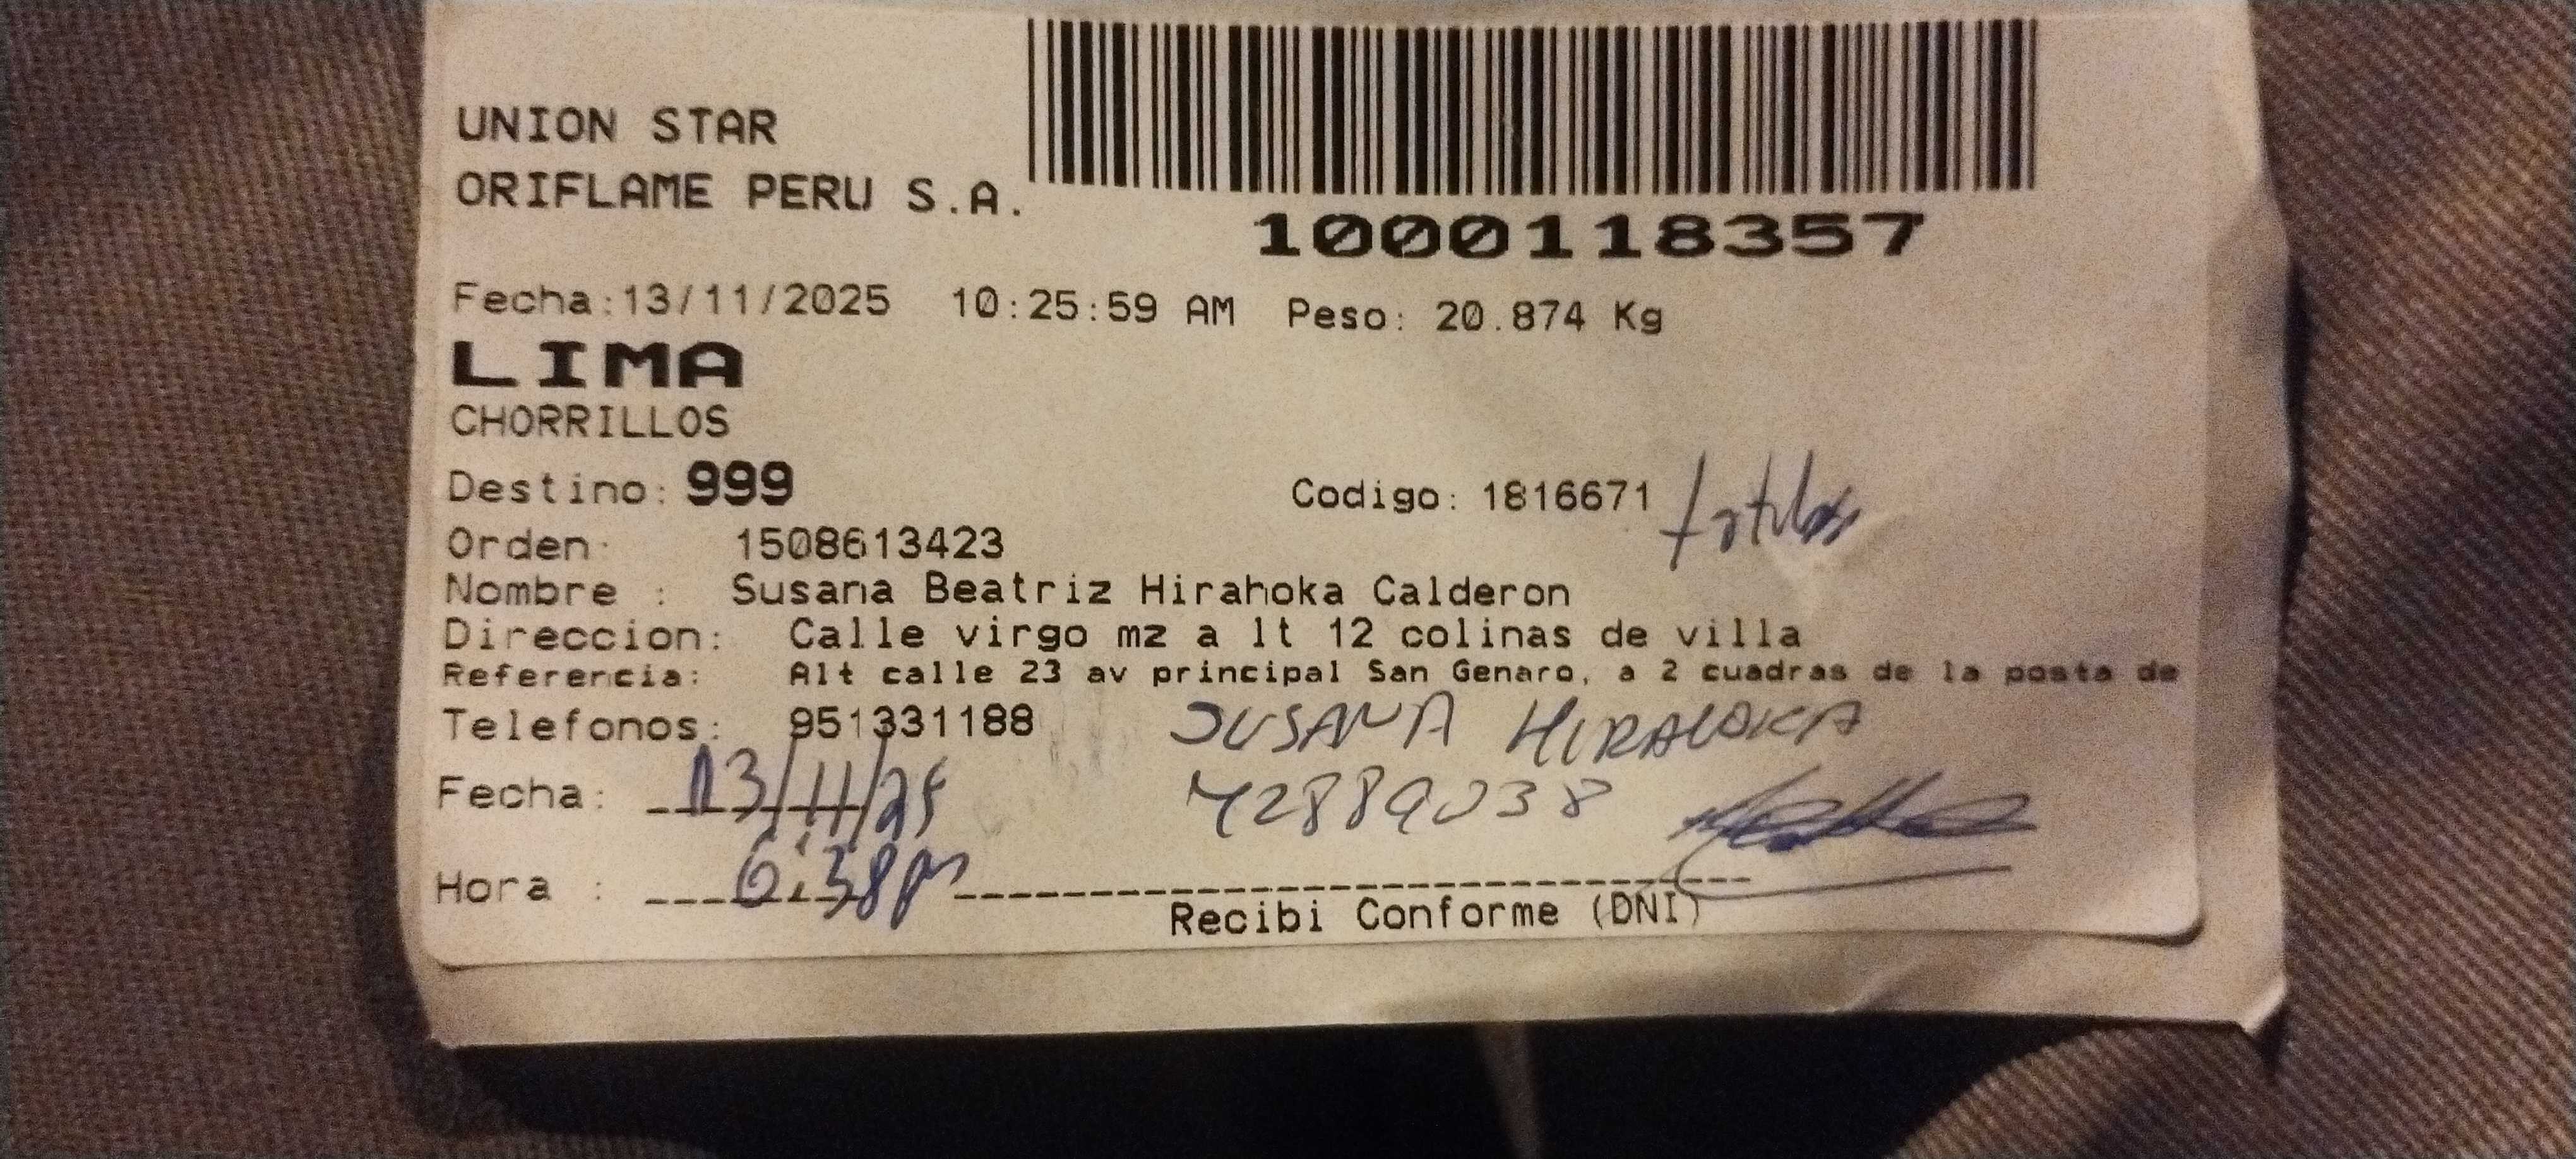 UNION STAR
ORIFLAME PERU S.A.
1000118357
Fecha:13/11/2025 10:25:59 AM Peso: 20.874 Kg
LIMA
CHORRILLOS
Destino: 999 Codigo: 1816671
Orden: 1508613423
Nombre : Susana Beatriz Hirahoka Calderon
Direccion: Calle virgo mz a lt 12 colinas de villa
Referencia: Alt calle 23 av principal San Genaro, a 2 cuadras de la posta de
Telefonos: 951331188 SUSANA HIRAHOKA
Fecha: 13/11/25 42889038
Hora : 6:38pm
Recibi Conforme (DNI)